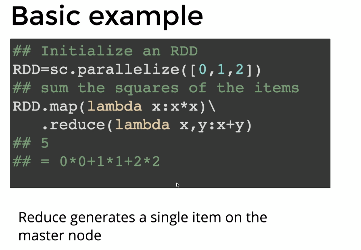 Basic example
## Initialize an RDD
RDD=sc.parallelize([0,1,2])
## sum the squares of the items
RDD.map(lambda x:x*x)\
   .reduce(lambda x,y:x+y)
## 5
## = 0*0+1*1+2*2
Reduce generates a single item on the
master node